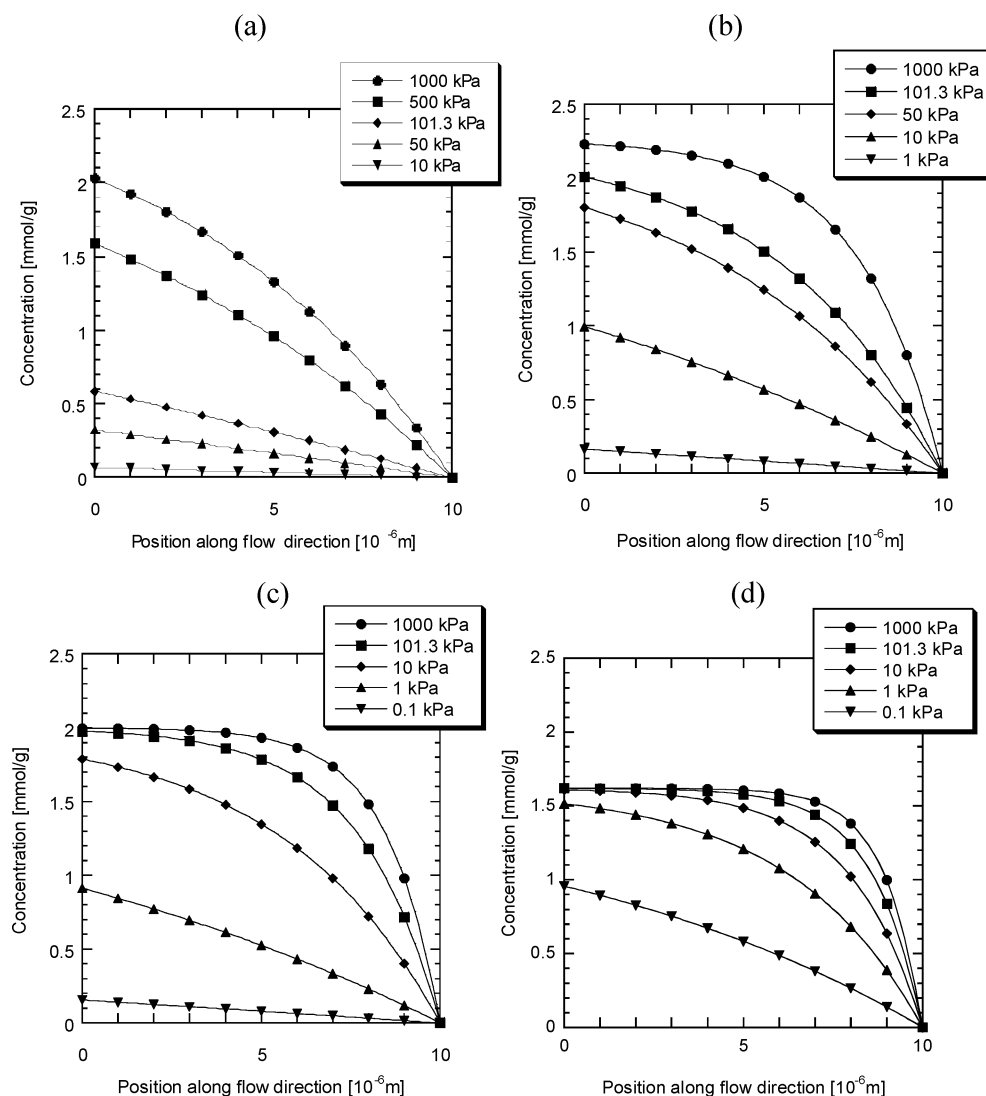 (a)
1000 kPa
500 kPa
101.3 kPa
50 kPa
10 kPa
2.5
2
1.5
1
0.5
0
0 5 10
Concentration [mmol/g]
Position along flow direction [10⁻⁶m]
(b)
1000 kPa
101.3 kPa
50 kPa
10 kPa
1 kPa
2.5
2
1.5
1
0.5
0
0 5 10
Concentration [mmol/g]
Position along flow direction [10⁻⁶m]
(c)
1000 kPa
101.3 kPa
10 kPa
1 kPa
0.1 kPa
2.5
2
1.5
1
0.5
0
0 5 10
Concentration [mmol/g]
Position along flow direction [10⁻⁶m]
(d)
1000 kPa
101.3 kPa
10 kPa
1 kPa
0.1 kPa
2.5
2
1.5
1
0.5
0
0 5 10
Concentration [mmol/g]
Position along flow direction [10⁻⁶m]